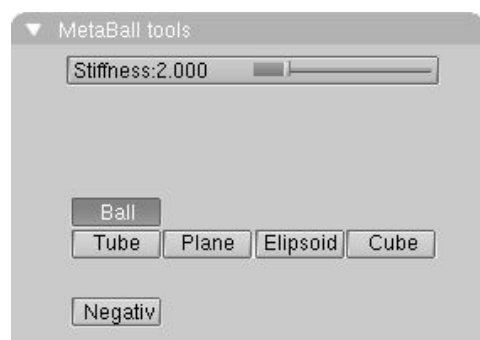 MetaBall tools
Stiffness:2.000
Ball
Tube Plane Elipsoid Cube
Negativ